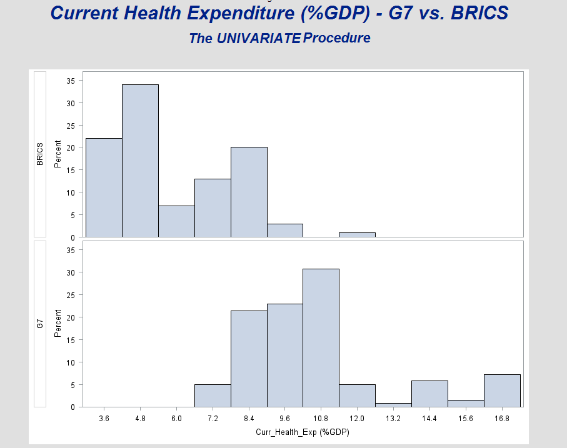 Current Health Expenditure (%GDP) - G7 vs. BRICS
The UNIVARIATE Procedure
BRICS
Percent
35
30
25
20
15
10
5
0
G7
Percent
35
30
25
20
15
10
5
0
3.6 4.8 6.0 7.2 8.4 9.6 10.8 12.0 13.2 14.4 15.6 16.8
Curr_Health_Exp (%GDP)